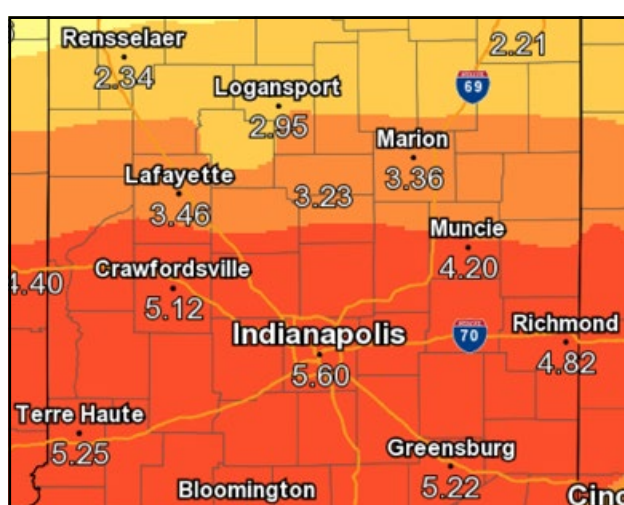 Rensselaer
2.34
2.21
69
Logansport
2.95
Marion
3.36
Lafayette
3.46
3.23
Muncie
4.20
4.40
Crawfordsville
5.12
Indianapolis
5.60
70
Richmond
4.82
Terre Haute
5.25
Greensburg
5.22
Bloomington
Cinc